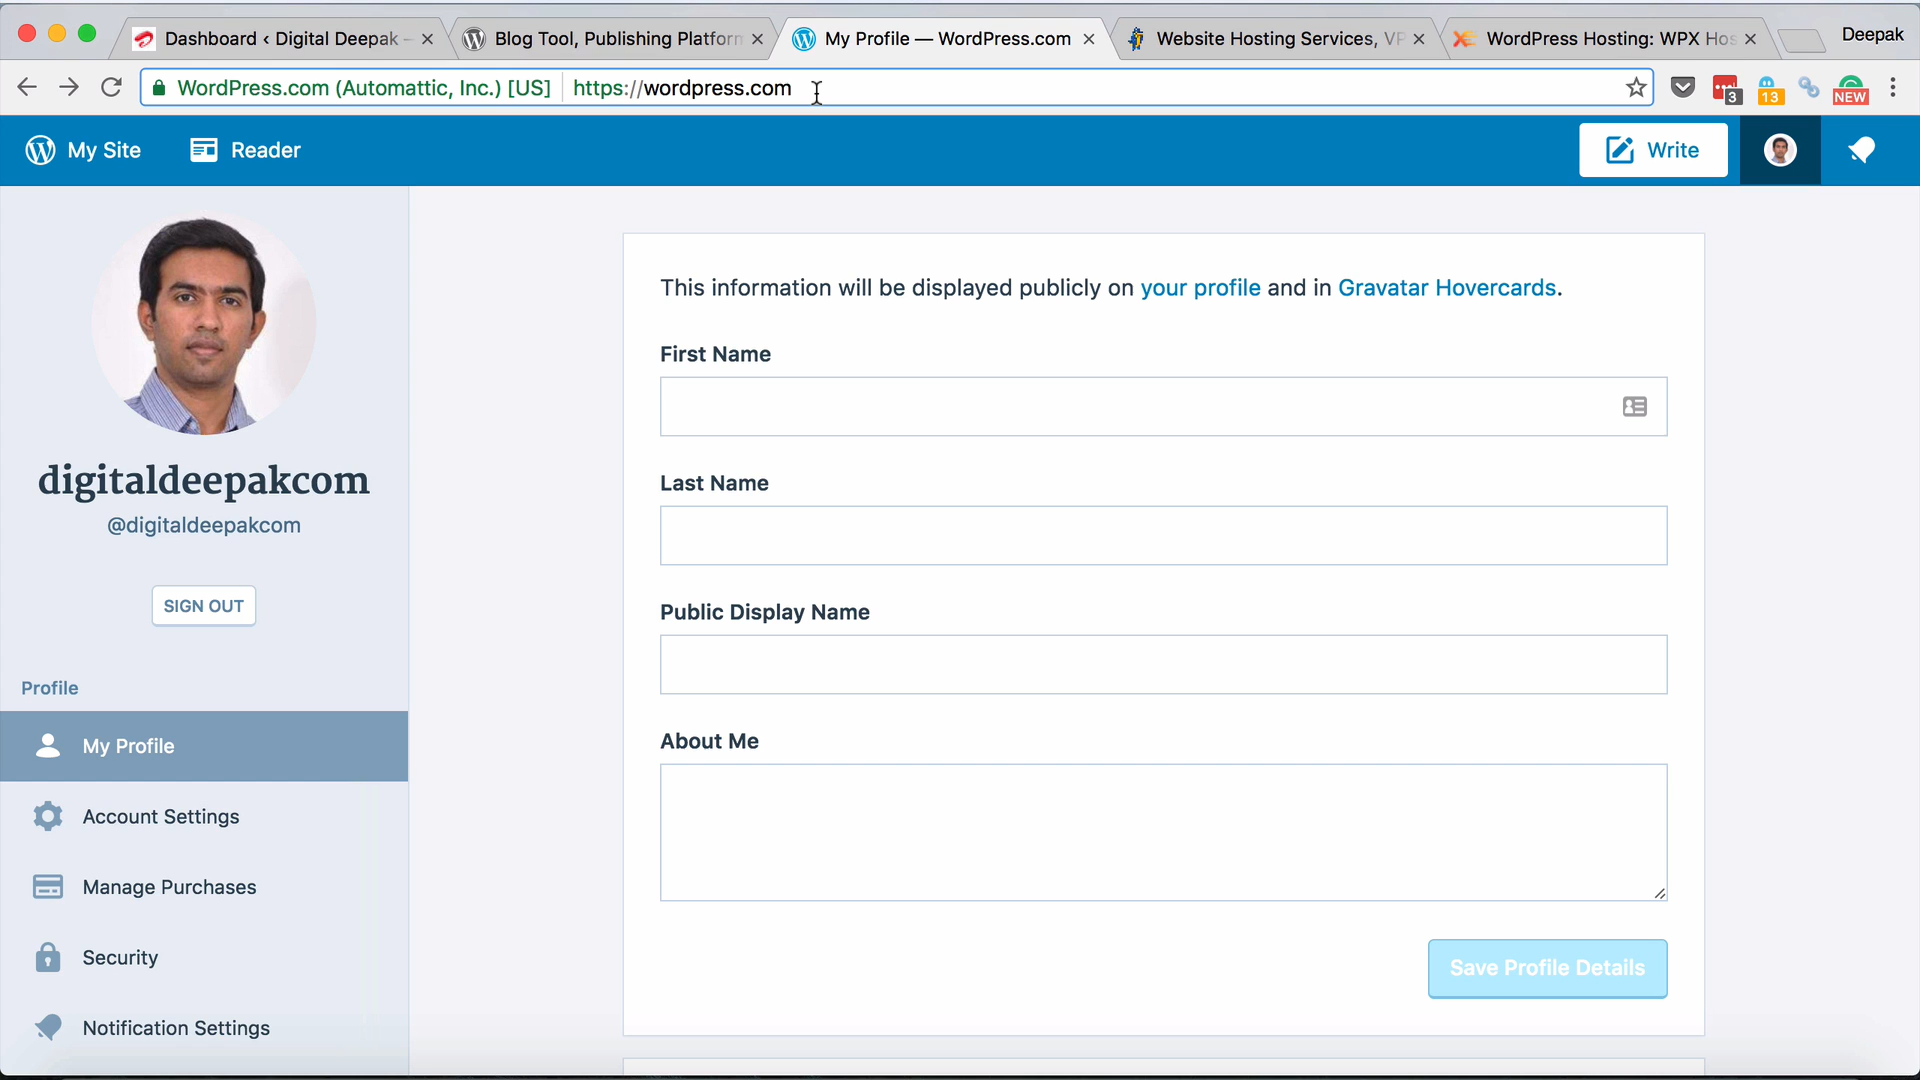 Dashboard ‹ Digital Deepak —
Blog Tool, Publishing Platform
My Profile — WordPress.com
Website Hosting Services, VP
WordPress Hosting: WPX Hos
Deepak
WordPress.com (Automattic, Inc.) [US]
https://wordpress.com
3
13
NEW
My Site
Reader
Write
This information will be displayed publicly on your profile and in Gravatar Hovercards.
First Name
Last Name
digitaldeepakcom
@digitaldeepakcom
SIGN OUT
Public Display Name
Profile
My Profile
About Me
Account Settings
Manage Purchases
Security
Save Profile Details
Notification Settings